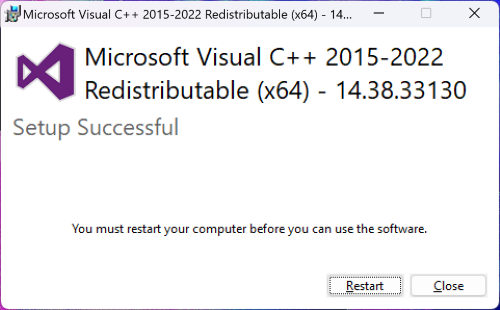 Microsoft Visual C++ 2015-2022 Redistributable (x64) - 14...
Microsoft Visual C++ 2015-2022
Redistributable (x64) - 14.38.33130
Setup Successful
You must restart your computer before you can use the software.
Restart Close